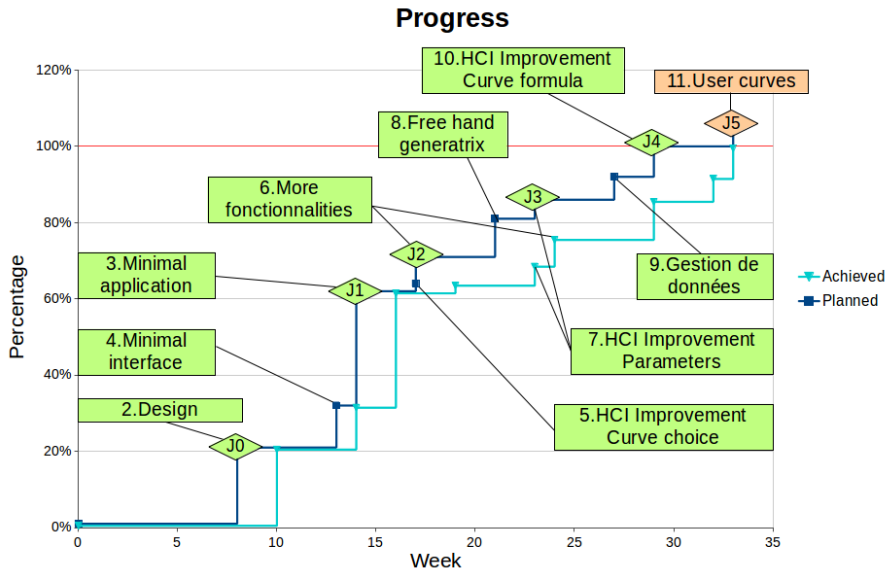 Progress
10.HCI Improvement
Curve formula
11.User curves
120%
8.Free hand
generatrix
J5
100%
J4
6.More
fonctionnalities
J3
80%
J2
3.Minimal
application
9.Gestion de
données
Achieved
Planned
60%
J1
4.Minimal
interface
7.HCI Improvement
Parameters
40%
2.Design
5.HCI Improvement
Curve choice
J0
20%
0%
0
5
10
15
20
25
30
35
Week
Percentage